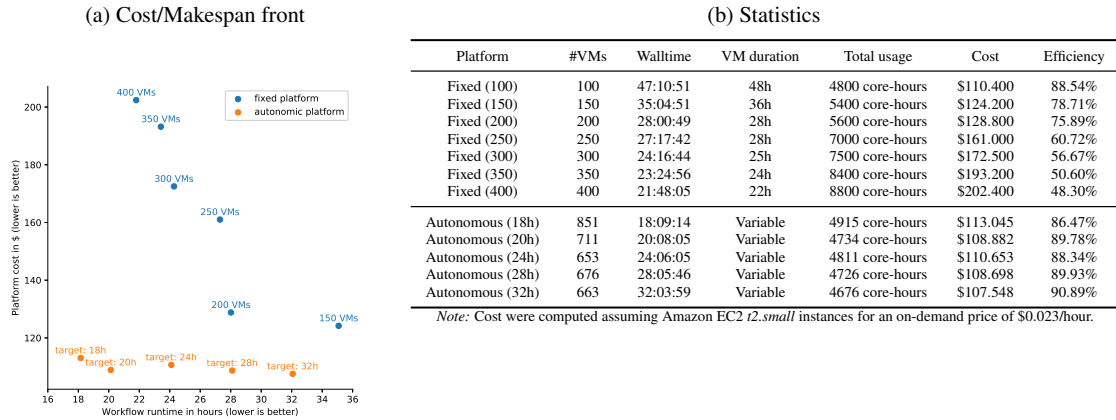 (a) Cost/Makespan front
400 VMs
350 VMs
300 VMs
250 VMs
200 VMs
150 VMs
fixed platform
autonomic platform
target: 18h
target: 20h
target: 24h
target: 28h
target: 32h
200
180
160
140
120
Platform cost in $ (lower is better)
16 18 20 22 24 26 28 30 32 34 36
Workflow runtime in hours (lower is better)
(b) Statistics
Platform #VMs Walltime VM duration Total usage Cost Efficiency
Fixed (100) 100 47:10:51 48h 4800 core-hours $110.400 88.54%
Fixed (150) 150 35:04:51 36h 5400 core-hours $124.200 78.71%
Fixed (200) 200 28:00:49 28h 5600 core-hours $128.800 75.89%
Fixed (250) 250 27:17:42 28h 7000 core-hours $161.000 60.72%
Fixed (300) 300 24:16:44 25h 7500 core-hours $172.500 56.67%
Fixed (350) 350 23:24:56 24h 8400 core-hours $193.200 50.60%
Fixed (400) 400 21:48:05 22h 8800 core-hours $202.400 48.30%
Autonomous (18h) 851 18:09:14 Variable 4915 core-hours $113.045 86.47%
Autonomous (20h) 711 20:08:05 Variable 4734 core-hours $108.882 89.78%
Autonomous (24h) 653 24:06:05 Variable 4811 core-hours $110.653 88.34%
Autonomous (28h) 676 28:05:46 Variable 4726 core-hours $108.698 89.93%
Autonomous (32h) 663 32:03:59 Variable 4676 core-hours $107.548 90.89%
Note: Cost were computed assuming Amazon EC2 t2.small instances for an on-demand price of $0.023/hour.